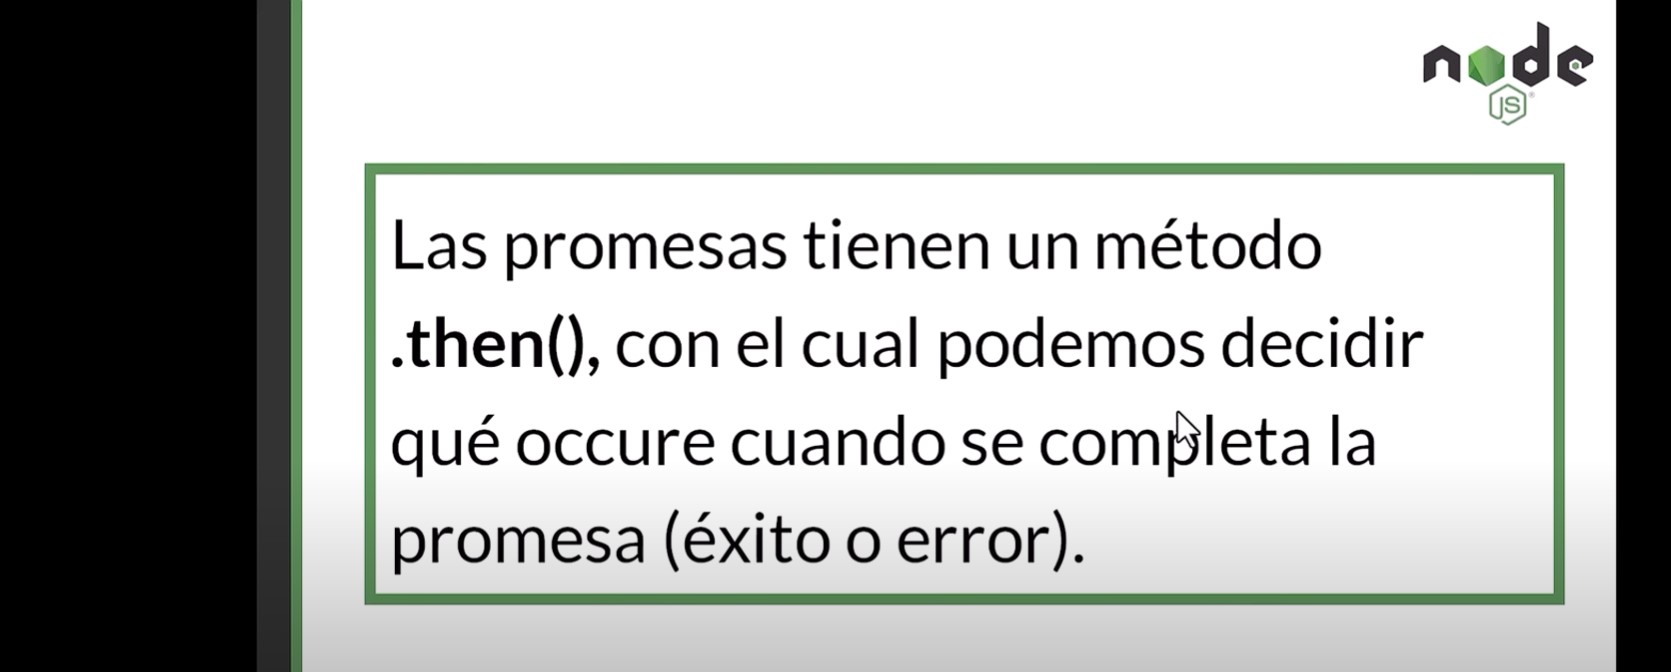 node
JS
Las promesas tienen un método
.then(), con el cual podemos decidir
qué occure cuando se completa la
promesa (éxito o error).